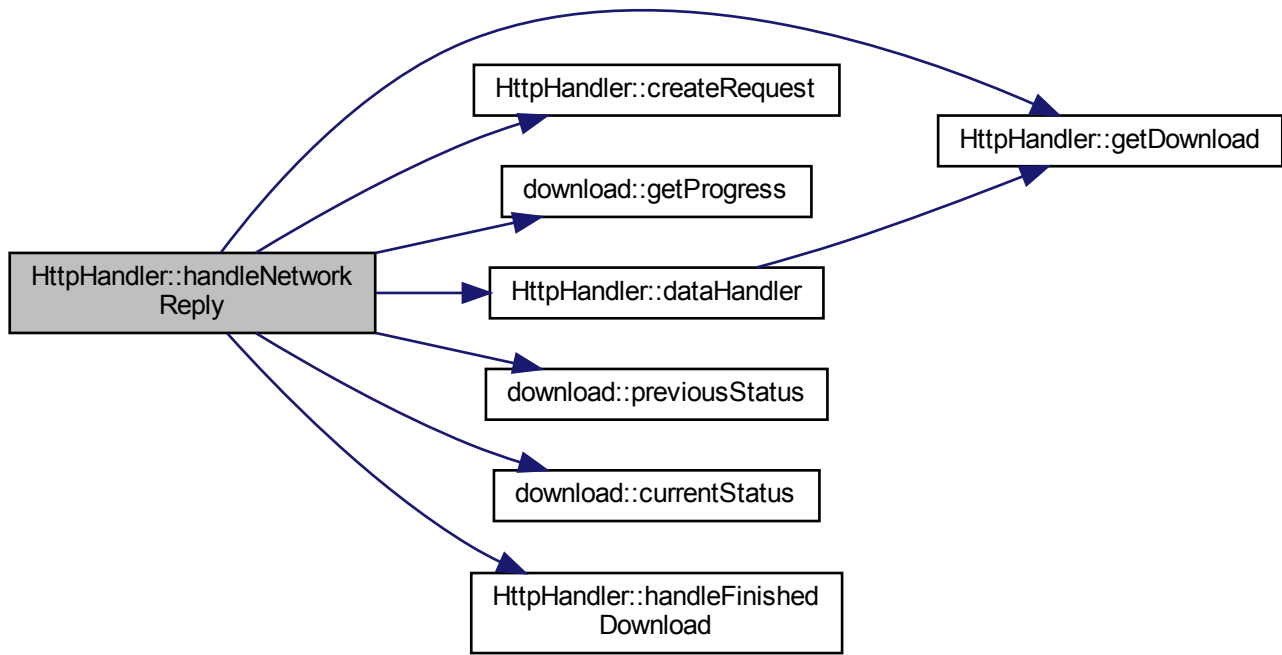 HttpHandler::createRequest
HttpHandler::getDownload
download::getProgress
HttpHandler::handleNetwork
Reply
HttpHandler::dataHandler
download::previousStatus
download::currentStatus
HttpHandler::handleFinished
Download